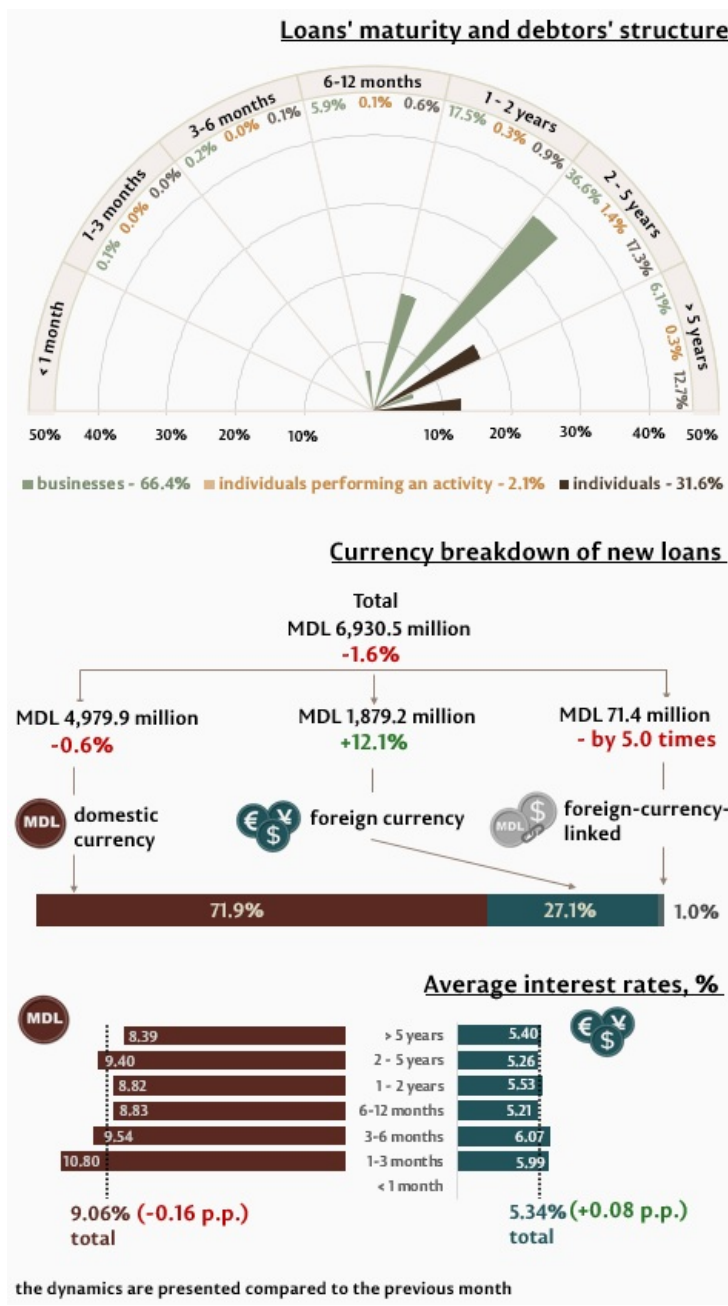 Loans' maturity and debtors' structure
< 1 month
1-3 months
0.1%
0.0%
0.0%
3-6 months
0.2%
0.0%
0.1%
6-12 months
5.9%
0.1%
0.6%
1 - 2 years
17.5%
0.3%
0.9%
2 - 5 years
36.6%
1.4%
17.3%
> 5 years
6.1%
0.3%
12.7%
50% 40% 30% 20% 10% 10% 20% 30% 40% 50%
businesses - 66.4% individuals performing an activity - 2.1% individuals - 31.6%
Currency breakdown of new loans
Total
MDL 6,930.5 million
-1.6%
MDL 4,979.9 million
-0.6%
MDL 1,879.2 million
+12.1%
MDL 71.4 million
- by 5.0 times
MDL
domestic
currency
€ ¥
$
foreign currency
MDL $
foreign-currency-
linked
71.9% 27.1% 1.0%
Average interest rates, %
MDL
€ ¥
$
8.39 > 5 years 5.40
9.40 2 - 5 years 5.26
8.82 1 - 2 years 5.53
8.83 6-12 months 5.21
9.54 3-6 months 6.07
10.80 1-3 months 5.99
< 1 month
9.06% (-0.16 p.p.)
total
5.34% (+0.08 p.p.)
total
the dynamics are presented compared to the previous month